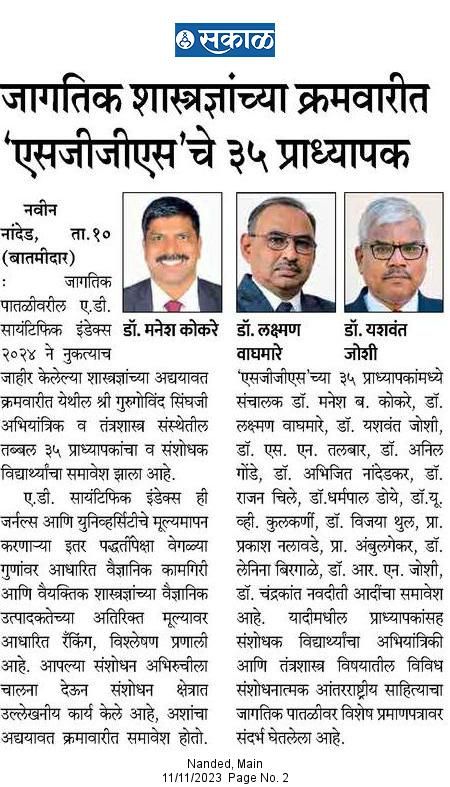 सकाळ
जागतिक शास्त्रज्ञांच्या क्रमवारीत
‘एसजीजीएस’चे ३५ प्राध्यापक
नवीन
नांदेड, ता.१०
(बातमीदार)
: जागतिक
पातळीवरील ए.डी.
सायंटिफिक इंडेक्स
२०२४ ने नुकत्याच
जाहीर केलेल्या शास्त्रज्ञांच्या अद्ययावत
क्रमवारीत येथील श्री गुरुगोविंद सिंघजी
अभियांत्रिक व तंत्रशास्त्र संस्थेतील
तब्बल ३५ प्राध्यापकांचा व संशोधक
विद्यार्थ्यांचा समावेश झाला आहे.
ए.डी. सायंटिफिक इंडेक्स ही
जर्नल्स आणि युनिव्हर्सिटीचे मूल्यमापन
करणाऱ्या इतर पद्धतींपेक्षा वेगळ्या
गुणांवर आधारित वैज्ञानिक कामगिरी
आणि वैयक्तिक शास्त्रज्ञांच्या वैज्ञानिक
उत्पादकतेच्या अतिरिक्त मूल्यावर
आधारित रँकिंग, विश्लेषण प्रणाली
आहे. आपल्या संशोधन अभिरुचीला
चालना देऊन संशोधन क्षेत्रात
उल्लेखनीय कार्य केले आहे, अशांचा
अद्ययावत क्रमावारीत समावेश होतो.
डॉ. मनेश कोकरे
डॉ. लक्ष्मण
वाघमारे
डॉ. यशवंत
जोशी
‘एसजीजीएस’च्या ३५ प्राध्यापकांमध्ये
संचालक डॉ. मनेश ब. कोकरे, डॉ.
लक्ष्मण वाघमारे, डॉ. यशवंत जोशी,
डॉ. एस. एन. तलबार, डॉ. अनिल
गोंडे, डॉ. अभिजित नांदेडकर, डॉ.
राजन चिले, डॉ.धर्मपाल डोये, डॉ.यू.
व्ही. कुलकर्णी, डॉ. विजया थुल, प्रा.
प्रकाश नलावडे, प्रा. अंबुलगेकर, डॉ.
लेनिना बिरगाळे, डॉ. आर. एन. जोशी,
डॉ. चंद्रकांत नवदीती आदींचा समावेश
आहे. यादीमधील प्राध्यापकांसह
संशोधक विद्यार्थ्यांचा अभियांत्रिकी
आणि तंत्रशास्त्र विषयातील विविध
संशोधनात्मक आंतरराष्ट्रीय साहित्याचा
जागतिक पातळीवर विशेष प्रमाणपत्रावर
संदर्भ घेतलेला आहे.
Nanded, Main
11/11/2023 Page No. 2